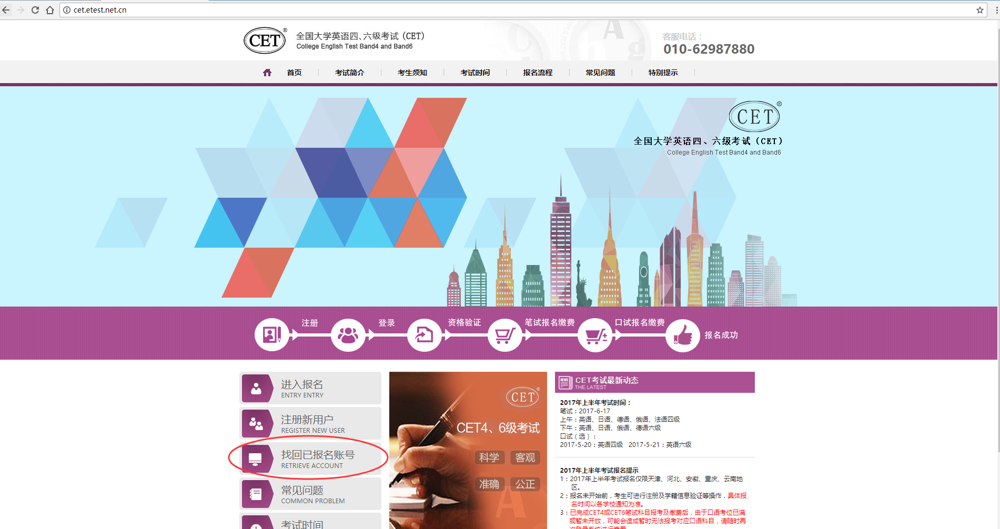 cet.etest.net.cn
CET®
全国大学英语四、六级考试（CET）
College English Test Band4 and Band6
客服电话：
010-62987880
首页
考试简介
考生须知
考试时间
报名流程
常见问题
特别提示
CET®
全国大学英语四、六级考试（CET）
College English Test Band4 and Band6
注册
登录
资格验证
笔试报名缴费
口试报名缴费
报名成功
进入报名
ENTRY ENTRY
注册新用户
REGISTER NEW USER
找回已报名账号
RETRIEVE ACCOUNT
常见问题
COMMON PROBLEM
考试时间
CET®
CET4、6级考试
科学 客观
准确 公正
NEWS
CET考试最新动态
THE LATEST
2017年上半年考试时间：
笔试：2017-6-17
上午：英语、日语、德语、俄语、法语四级
下午：英语、日语、俄语、德语六级
口试（选）：
2017-5-20：英语四级 2017-5-21：英语六级
2017年上半年考试报名提示
1：2017年上半年考试报名仅限天津、河北、安徽、重庆、云南地
区。
2：报名未开始前，考生可进行注册及学籍信息验证等操作，具体报
名时间以各学校通知为准。
3：已完成CET4或CET6笔试科目报考及缴费后，由于口语考位已满
或暂未开放，可能会造成暂时无法报考对应口语科目，请随时再
次登录系统进行查看